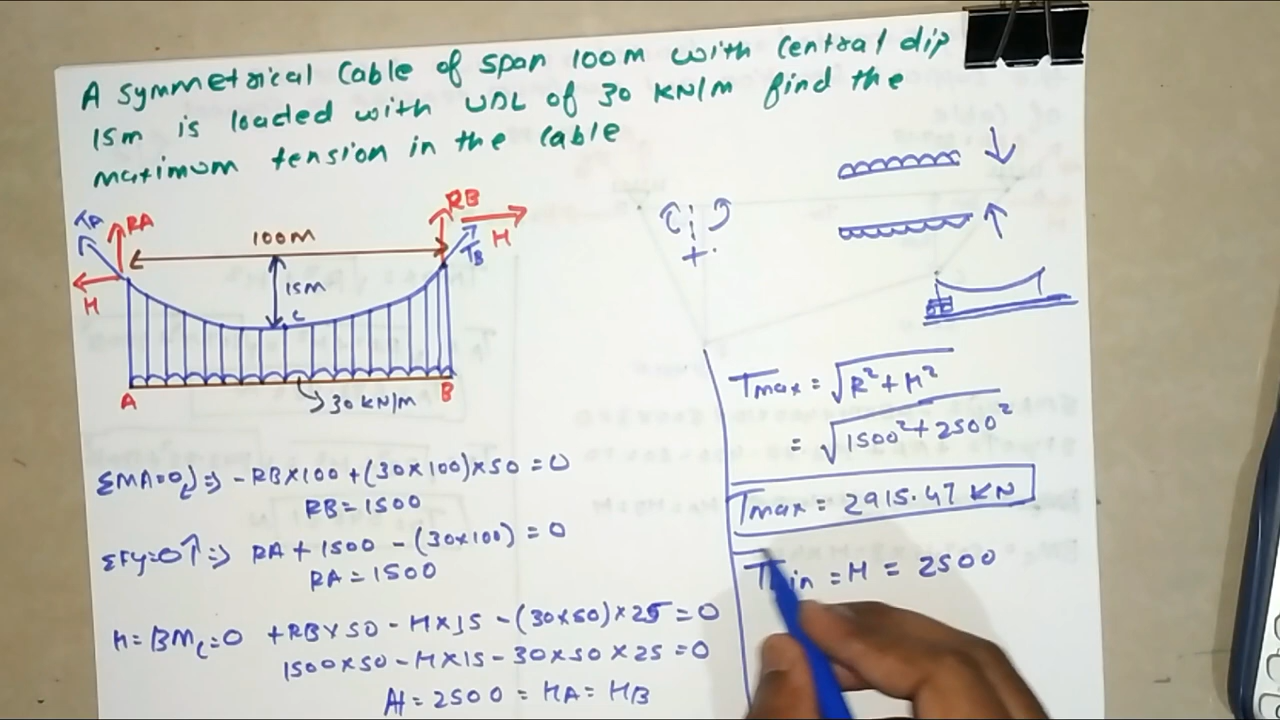 A symmetrical Cable of span 100m with central dip
15m is loaded with UDL of 30 KN/m find the
maximum tension in the cable
TA RA
RB
H
TB
100M
15M
C
H
A
B
30 KN/M
ΣMA=0 ⇒ -RB×100 + (30×100)×50 = 0
RB = 1500
ΣFy=0↑ ⇒ RA + 1500 - (30×100) = 0
RA = 1500
H = BMc=0 +RB×50 - H×15 - (30×50)×25 = 0
1500×50 - H×15 - 30×50×25 = 0
H = 2500 = HA = HB
+
Tmax = √R²+H²
= √1500²+2500²
Tmax = 2915.47 KN
Tmin = H = 2500